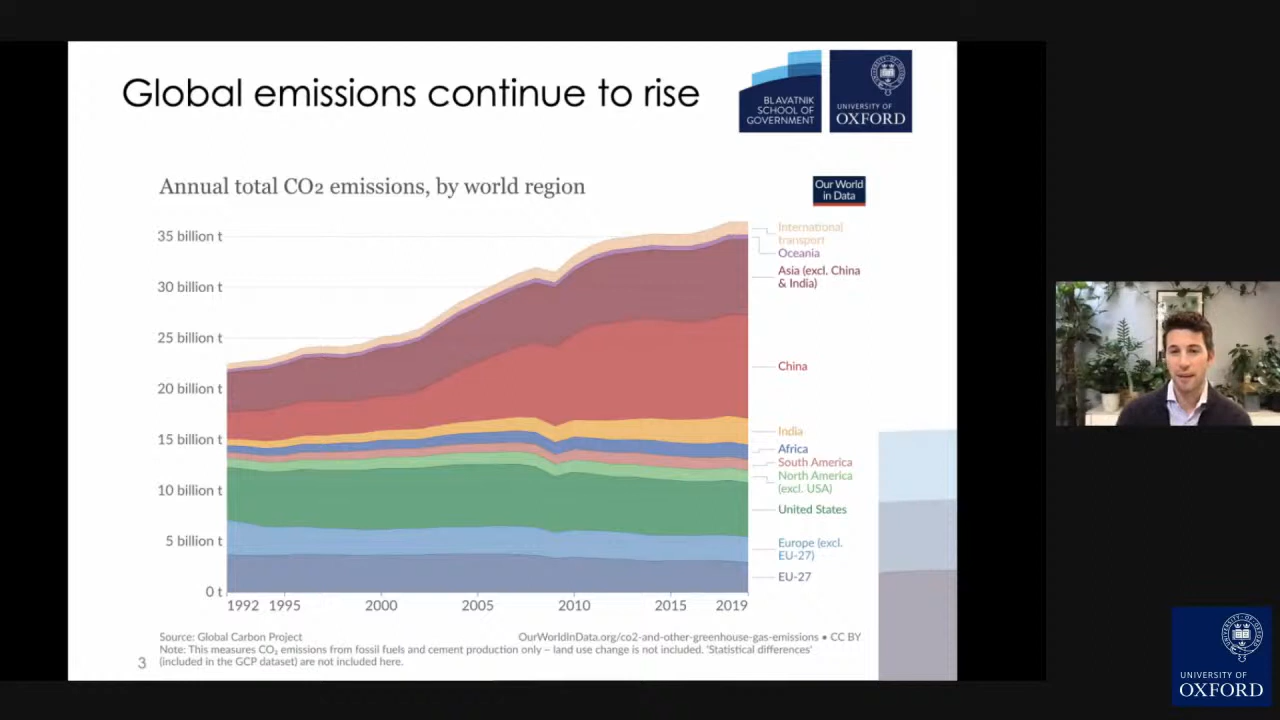 Global emissions continue to rise
BLAVATNIK
SCHOOL OF
GOVERNMENT
UNIVERSITY OF
OXFORD
Annual total CO₂ emissions, by world region
Our World
in Data
35 billion t
30 billion t
25 billion t
20 billion t
15 billion t
10 billion t
5 billion t
0 t
International
transport
Oceania
Asia (excl. China
& India)
China
India
Africa
South America
North America
(excl. USA)
United States
Europe (excl.
EU-27)
EU-27
1992
1995
2000
2005
2010
2015
2019
Source: Global Carbon Project
OurWorldInData.org/co2-and-other-greenhouse-gas-emissions • CC BY
Note: This measures CO₂ emissions from fossil fuels and cement production only – land use change is not included. 'Statistical differences'
(included in the GCP dataset) are not included here.
3
UNIVERSITY OF
OXFORD